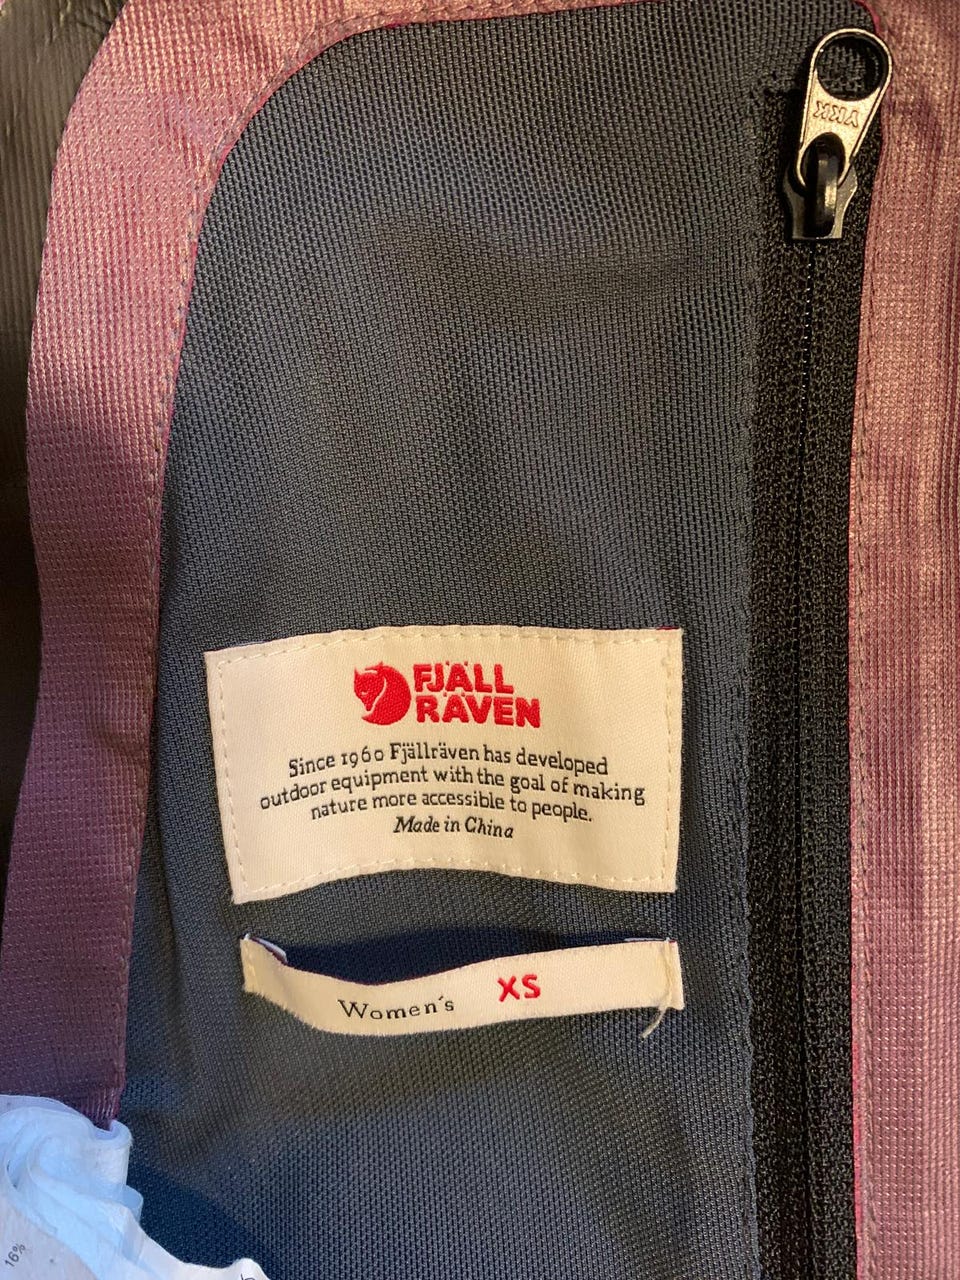 YKK
FJÄLL
RÄVEN
Since 1960 Fjällräven has developed
outdoor equipment with the goal of making
nature more accessible to people.
Made in China
Women´s XS
16%